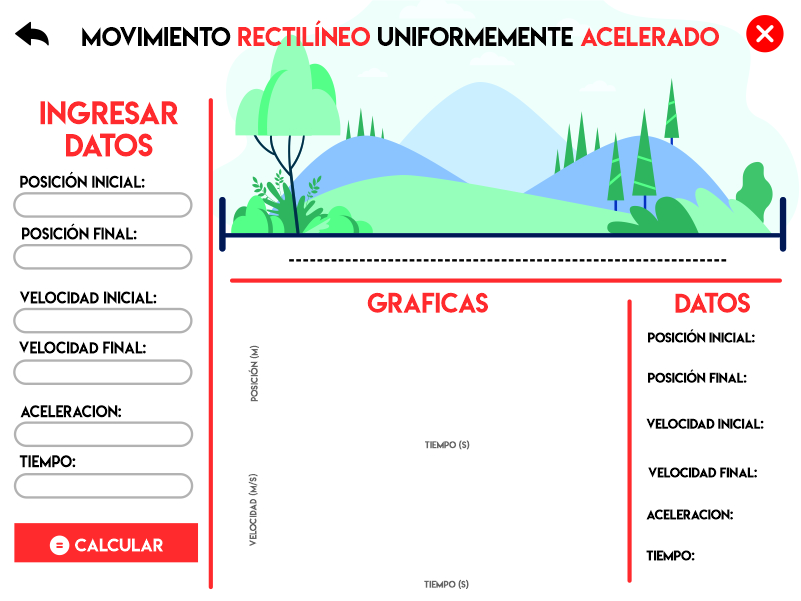 MOVIMIENTO RECTILÍNEO UNIFORMEMENTE ACELERADO
INGRESAR
DATOS
POSICIÓN INICIAL:
POSICIÓN FINAL:
VELOCIDAD INICIAL:
VELOCIDAD FINAL:
ACELERACION:
TIEMPO:
= CALCULAR
GRAFICAS
POSICIÓN (M)
TIEMPO (S)
VELOCIDAD (M/S)
TIEMPO (S)
DATOS
POSICIÓN INICIAL:
POSICIÓN FINAL:
VELOCIDAD INICIAL:
VELOCIDAD FINAL:
ACELERACION:
TIEMPO: